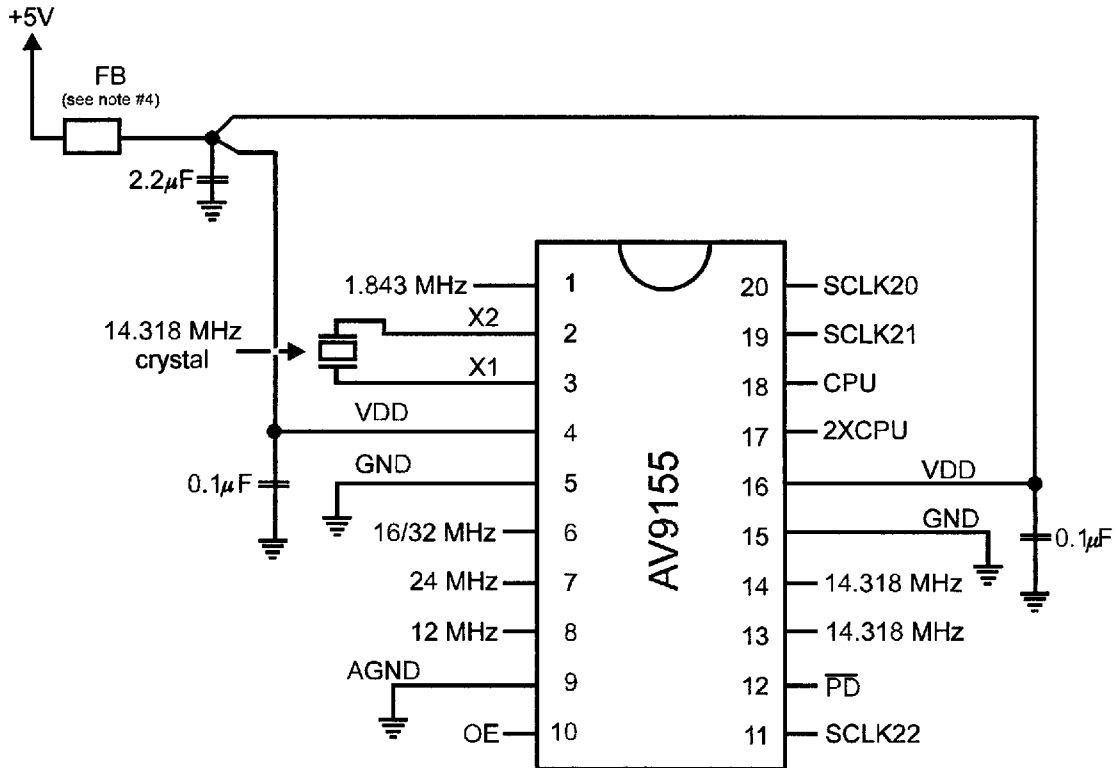 +5V
FB
(see note #4)
2.2μF
1.843 MHz
X2
14.318 MHz
crystal
X1
VDD
GND
0.1μF
16/32 MHz
24 MHz
12 MHz
AGND
OE
1
2
3
4
5
6
7
8
9
10
AV9155
20
19
18
17
16
15
14
13
12
11
SCLK20
SCLK21
CPU
2XCPU
VDD
GND
0.1μF
14.318 MHz
14.318 MHz
P̅D̅
SCLK22